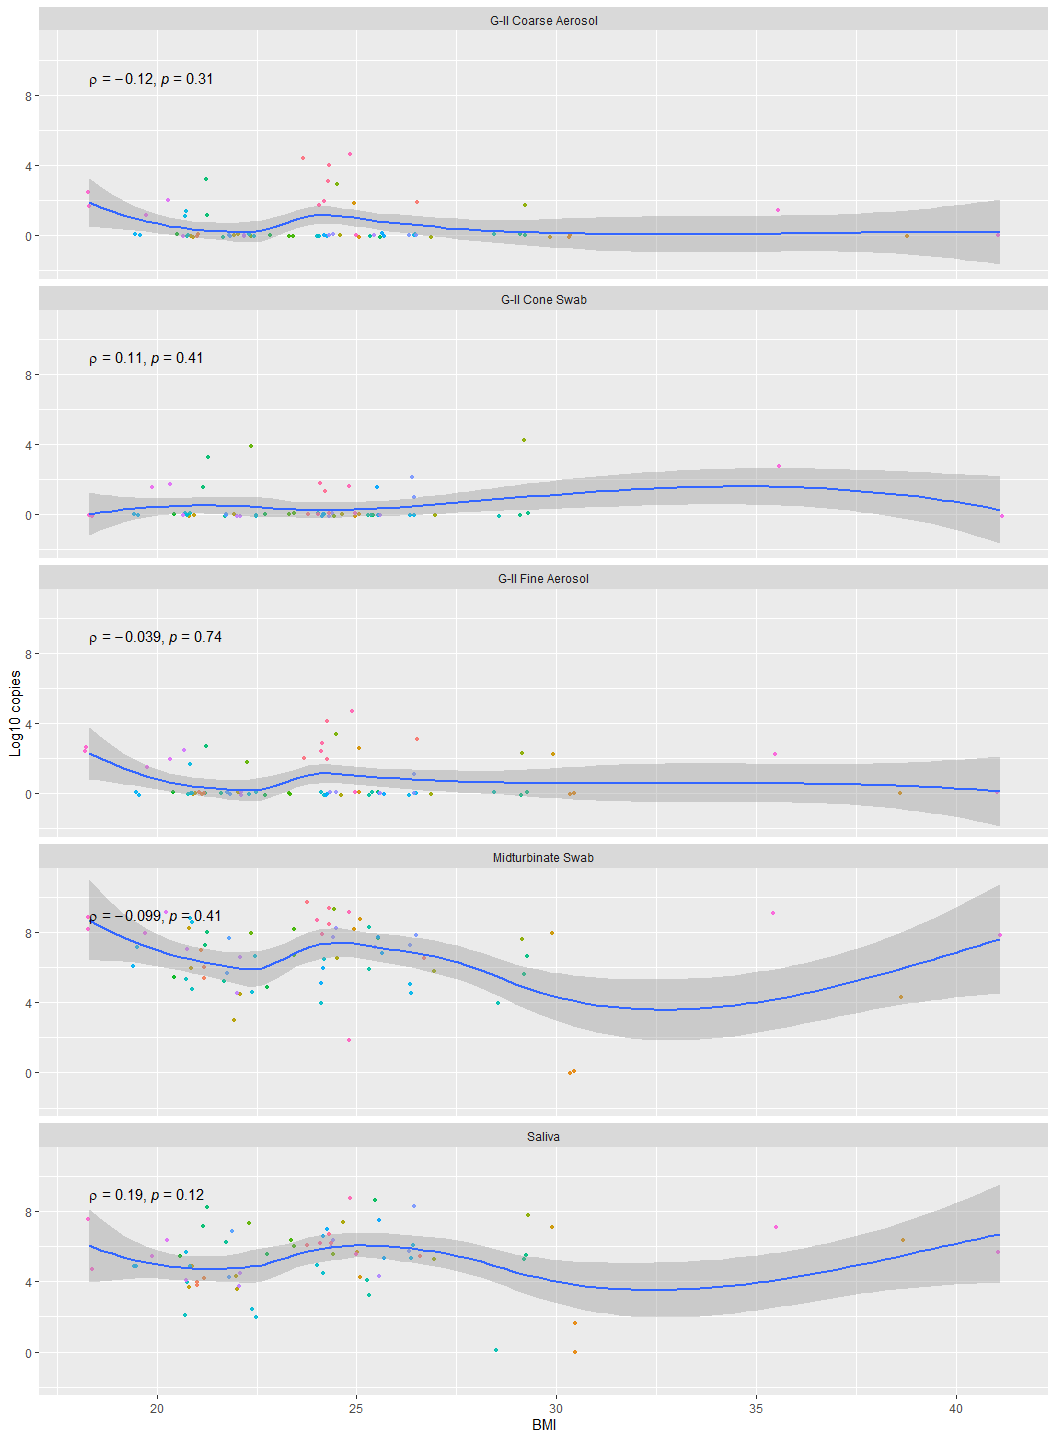 G-II Coarse Aerosol
ρ = −0.12, p = 0.31
8
4
0
G-II Cone Swab
ρ = 0.11, p = 0.41
8
4
0
G-II Fine Aerosol
ρ = −0.039, p = 0.74
8
4
0
Log10 copies
Midturbinate Swab
ρ = −0.099, p = 0.41
8
4
0
Saliva
ρ = 0.19, p = 0.12
8
4
0
20 25 30 35 40
BMI